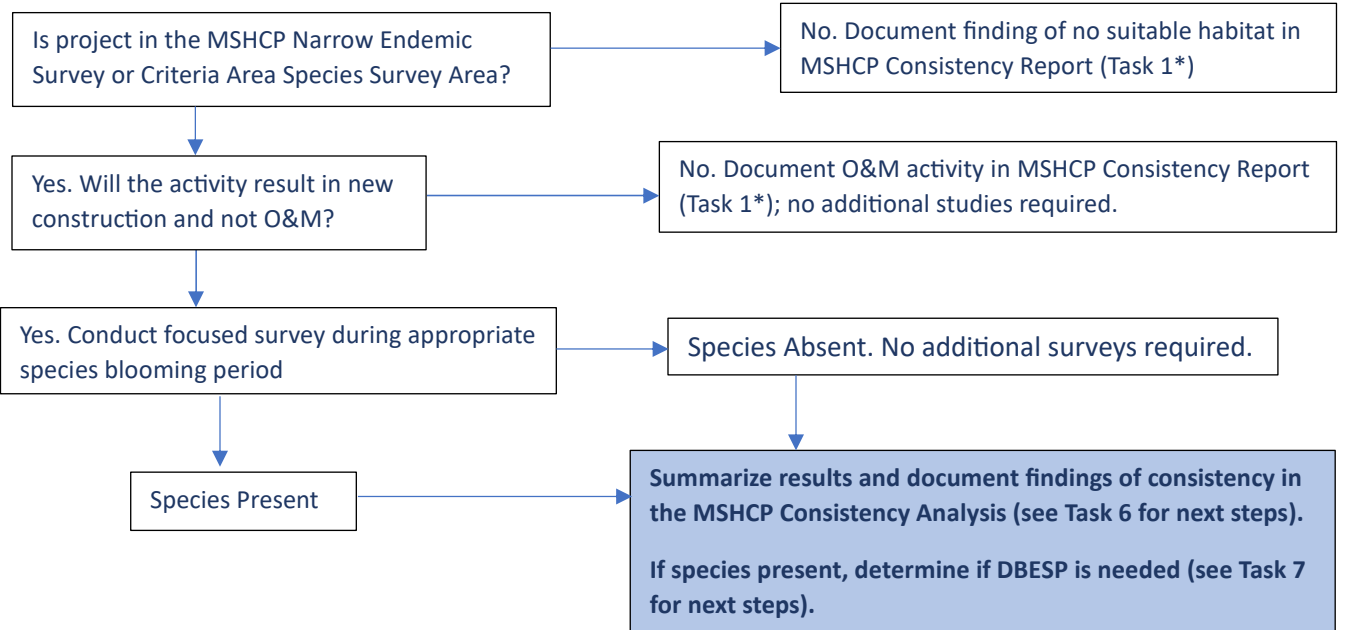 Is project in the MSHCP Narrow Endemic
Survey or Criteria Area Species Survey Area?
No. Document finding of no suitable habitat in
MSHCP Consistency Report (Task 1*)
Yes. Will the activity result in new
construction and not O&M?
No. Document O&M activity in MSHCP Consistency Report
(Task 1*); no additional studies required.
Yes. Conduct focused survey during appropriate
species blooming period
Species Absent. No additional surveys required.
Species Present
Summarize results and document findings of consistency in
the MSHCP Consistency Analysis (see Task 6 for next steps).
If species present, determine if DBESP is needed (see Task 7
for next steps).